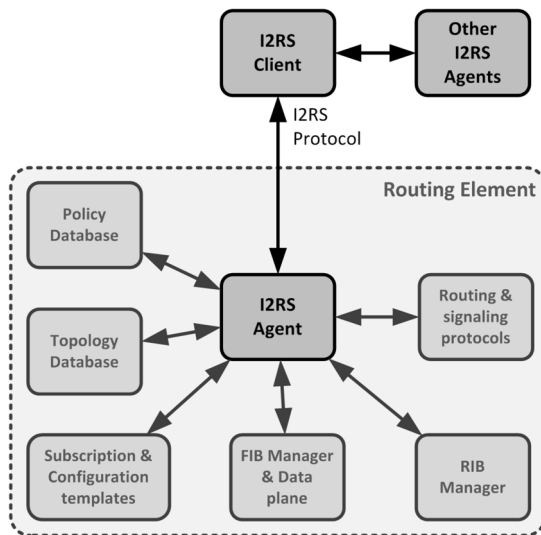 I2RS
Client
Other
I2RS
Agents
I2RS
Protocol
Routing Element
Policy
Database
I2RS
Agent
Routing &
signaling
protocols
Topology
Database
Subscription &
Configuration
templates
FIB Manager
& Data
plane
RIB
Manager